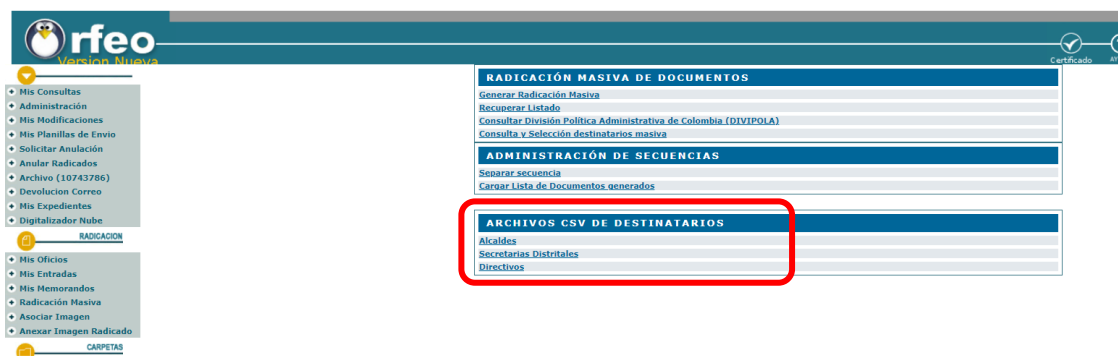 rfeo
Version Nueva
Certificado
Mis Consultas
Administración
Mis Modificaciones
Mis Planillas de Envio
Solicitar Anulación
Anular Radicados
Archivo (10743786)
Devolucion Correo
Mis Expedientes
Digitalizador Nube
RADICACION
Mis Oficios
Mis Entradas
Mis Memorandos
Radicación Masiva
Asociar Imagen
Anexar Imagen Radicado
CARPETAS
RADICACIÓN MASIVA DE DOCUMENTOS
Generar Radicación Masiva
Recuperar Listado
Consultar División Política Administrativa de Colombia (DIVIPOLA)
Consulta y Selección destinatarios masiva
ADMINISTRACIÓN DE SECUENCIAS
Separar secuencia
Cargar Lista de Documentos generados
ARCHIVOS CSV DE DESTINATARIOS
Alcaldes
Secretarias Distritales
Directivos